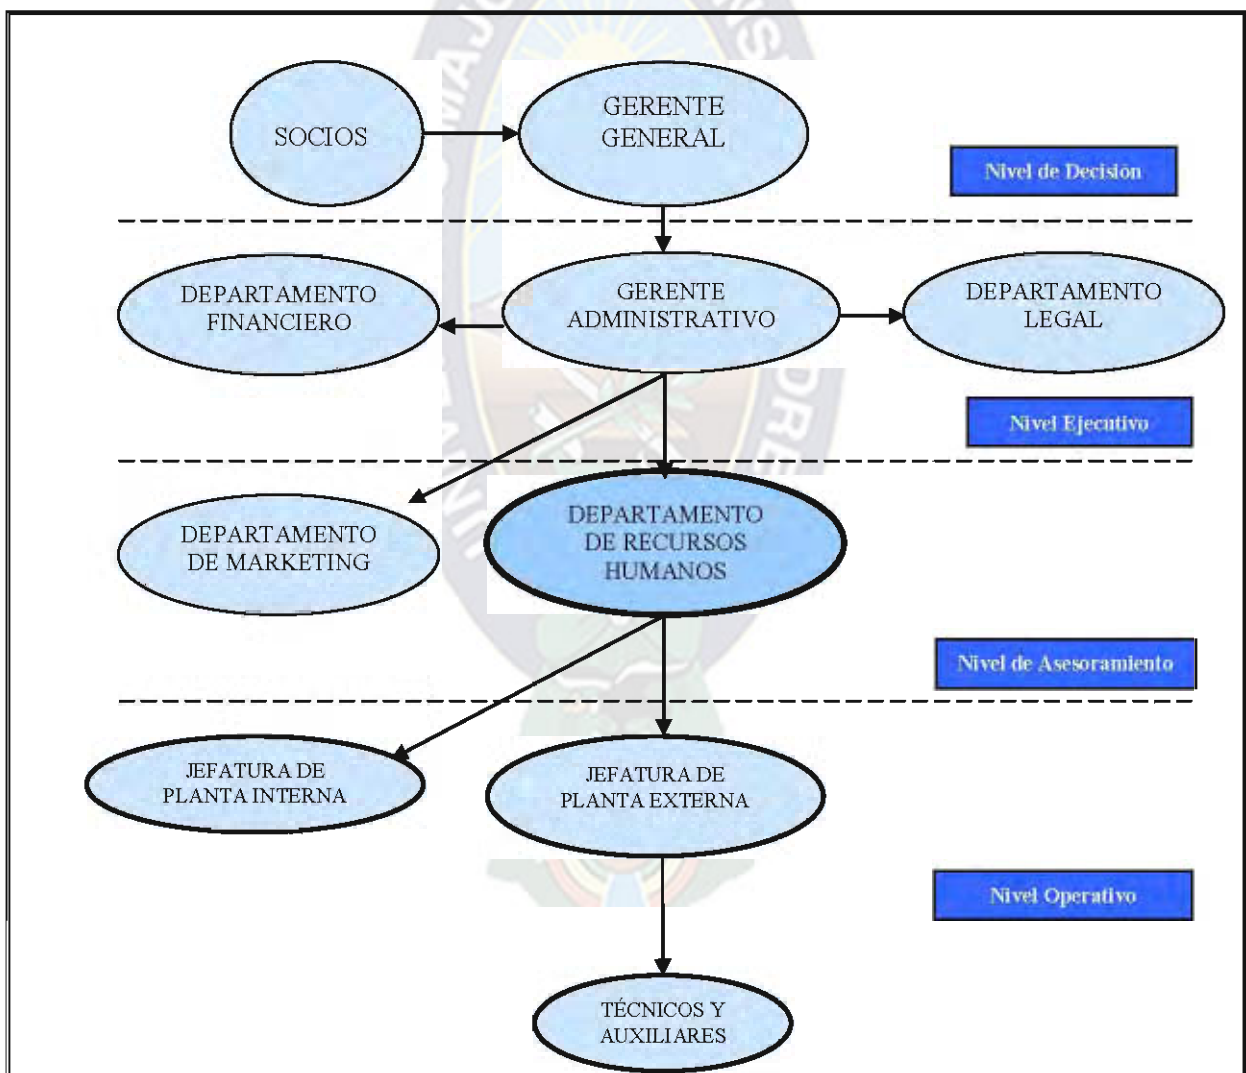 SOCIOS
GERENTE
GENERAL
Nivel de Decisión
DEPARTAMENTO
FINANCIERO
GERENTE
ADMINISTRATIVO
DEPARTAMENTO
LEGAL
Nivel Ejecutivo
DEPARTAMENTO
DE MARKETING
DEPARTAMENTO
DE RECURSOS
HUMANOS
Nivel de Asesoramiento
JEFATURA DE
PLANTA INTERNA
JEFATURA DE
PLANTA EXTERNA
Nivel Operativo
TÉCNICOS Y
AUXILIARES